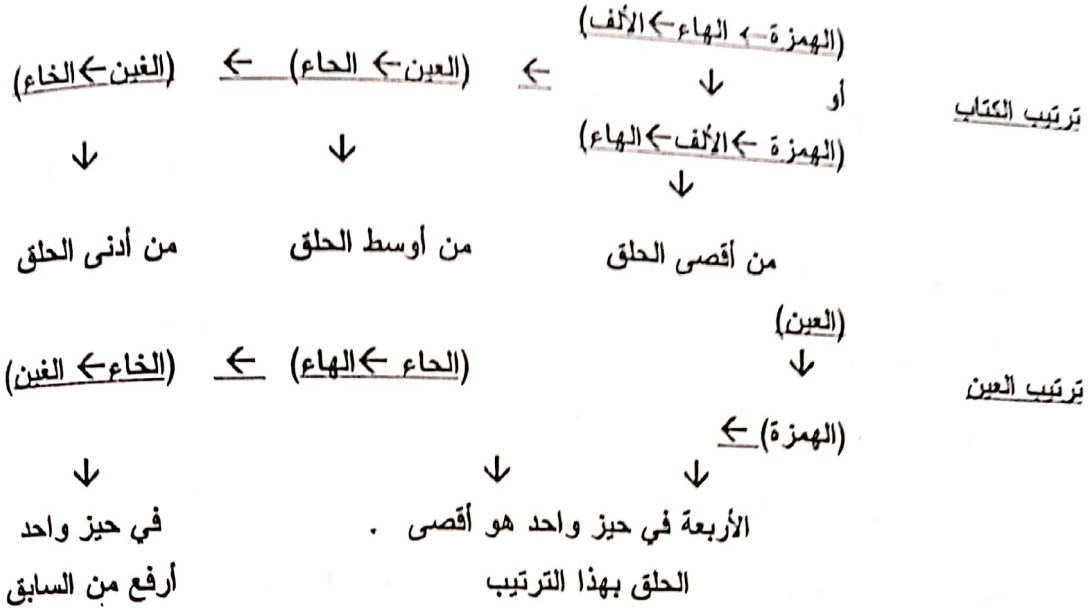 (الهمزة← الهاء←الألف)
ترتيب الكتاب أو ↓ ← (العين← الحاء) ← (الغين←الخاء)
(الهمزة ←الألف←الهاء) ↓ ↓
↓
من أقصى الحلق من أوسط الحلق من أدنى الحلق
(العين)
ترتيب العين ↓ (الحاء ←الهاء) ← (الخاء← الغين)
(الهمزة) ←
↓ ↓ ↓
الأربعة في حيز واحد هو أقصى . في حيز واحد
الحلق بهذا الترتيب أرفع من السابق